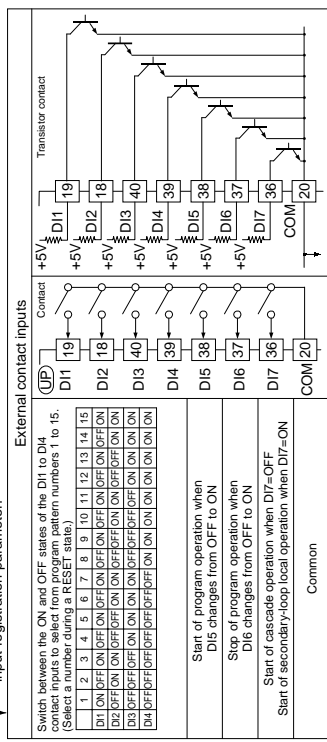 Input registration parameter
External contact inputs
Switch between the ON and OFF states of the DI1 to DI4
contact inputs to select from program pattern numbers 1 to 15.
(Select a number during a RESET state.)
1 2 3 4 5 6 7 8 9 10 11 12 13 14 15
DI1 ON OFF ON OFF ON OFF ON OFF ON OFF ON OFF ON OFF ON
DI2 OFF ON ON OFF OFF ON ON OFF OFF ON ON OFF OFF ON ON
DI3 OFF OFF OFF ON ON ON ON OFF OFF OFF OFF ON ON ON ON
DI4 OFF OFF OFF OFF OFF OFF OFF ON ON ON ON ON ON ON ON
Start of program operation when
DI5 changes from OFF to ON
Stop of program operation when
DI6 changes from OFF to ON
Start of cascade operation when DI7=OFF
Start of secondary-loop local operation when DI7=ON
Common
UP
Contact
DI1 19
DI2 18
DI3 40
DI4 39
DI5 38
DI6 37
DI7 36
COM 20
Transistor contact
+5V DI1 19
+5V DI2 18
+5V DI3 40
+5V DI4 39
+5V DI5 38
+5V DI6 37
+5V DI7 36
COM 20